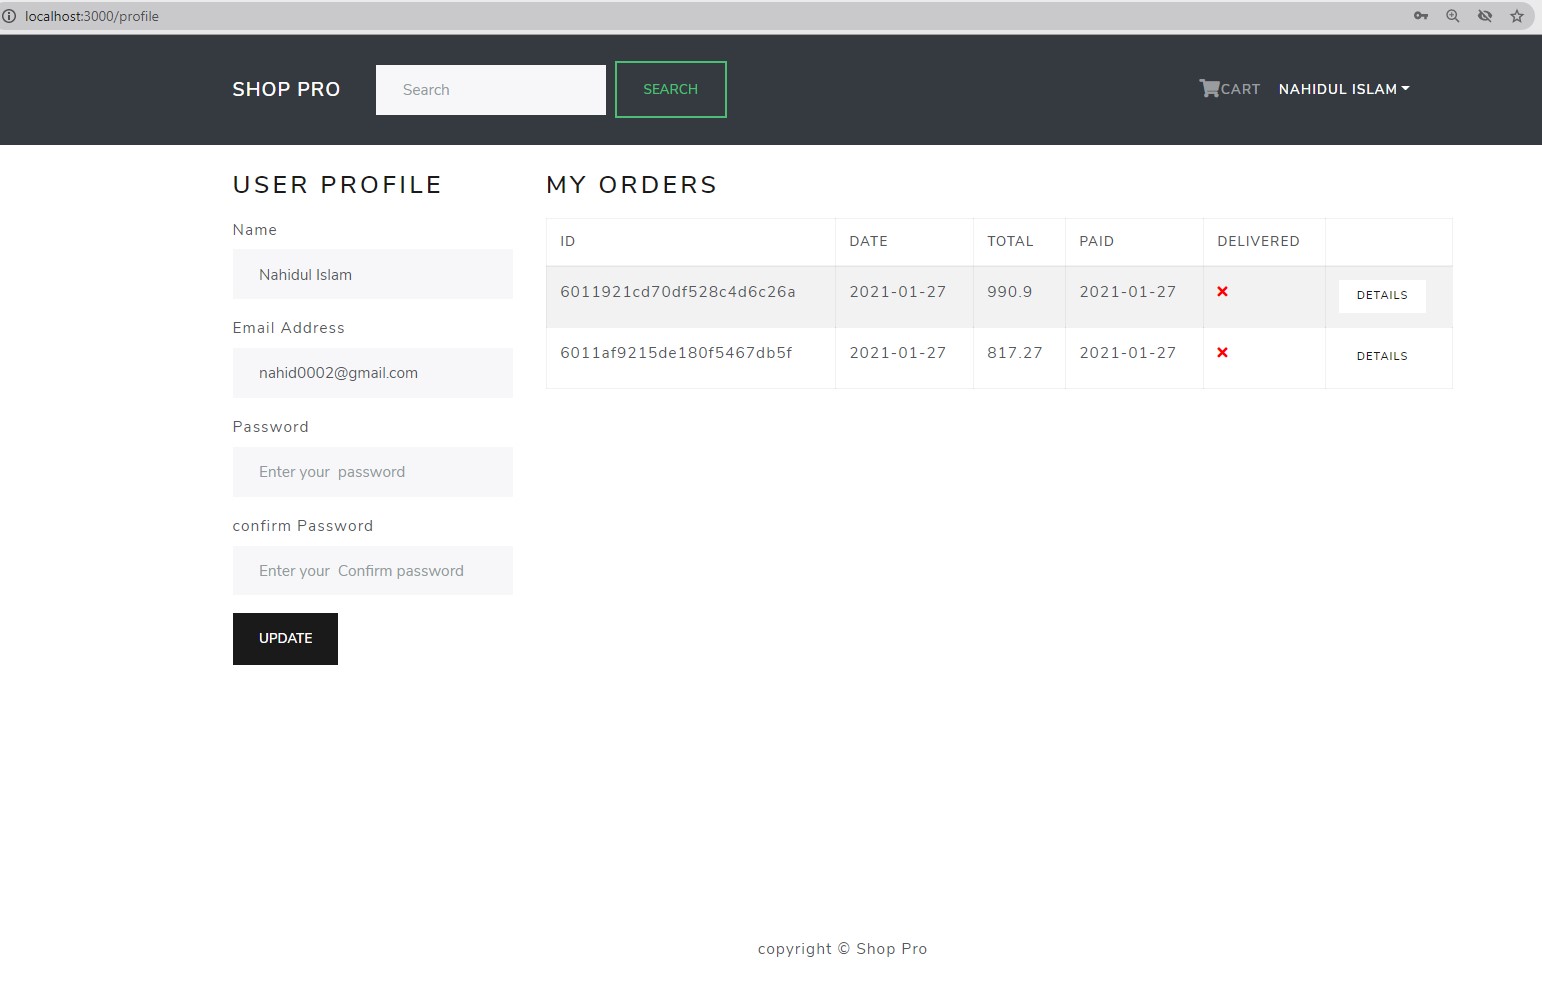 localhost:3000/profile
SHOP PRO Search SEARCH CART NAHIDUL ISLAM
USER PROFILE
Name
Nahidul Islam
Email Address
nahid0002@gmail.com
Password
Enter your  password
confirm Password
Enter your  Confirm password
UPDATE
MY ORDERS
ID DATE TOTAL PAID DELIVERED
6011921cd70df528c4d6c26a 2021-01-27 990.9 2021-01-27 DETAILS
6011af9215de180f5467db5f 2021-01-27 817.27 2021-01-27 DETAILS
copyright © Shop Pro